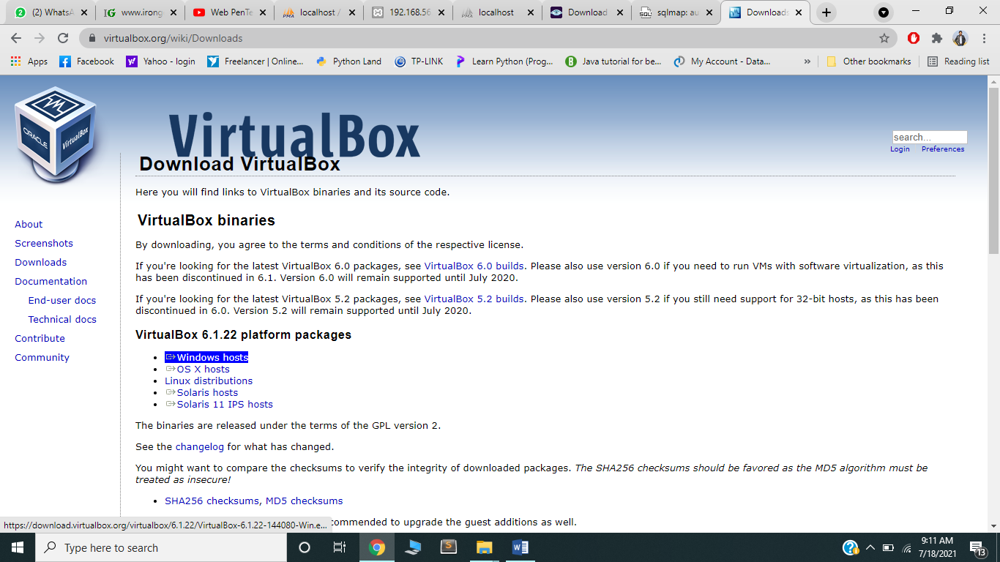 (2) WhatsA
www.irong
Web PenTe
localhost /
192.168.56
localhost
Download
sqlmap: au
Downloads
virtualbox.org/wiki/Downloads
Apps
Facebook
Yahoo - login
Freelancer | Online...
Python Land
TP-LINK
Learn Python (Prog...
Java tutorial for be...
My Account - Data...
»
Other bookmarks
Reading list
ORACLE
VirtualBox
VirtualBox
search...
Login Preferences
Download VirtualBox
Here you will find links to VirtualBox binaries and its source code.
About
Screenshots
Downloads
Documentation
End-user docs
Technical docs
Contribute
Community
VirtualBox binaries
By downloading, you agree to the terms and conditions of the respective license.
If you're looking for the latest VirtualBox 6.0 packages, see VirtualBox 6.0 builds. Please also use version 6.0 if you need to run VMs with software virtualization, as this
has been discontinued in 6.1. Version 6.0 will remain supported until July 2020.
If you're looking for the latest VirtualBox 5.2 packages, see VirtualBox 5.2 builds. Please also use version 5.2 if you still need support for 32-bit hosts, as this has been
discontinued in 6.0. Version 5.2 will remain supported until July 2020.
VirtualBox 6.1.22 platform packages
Windows hosts
OS X hosts
Linux distributions
Solaris hosts
Solaris 11 IPS hosts
The binaries are released under the terms of the GPL version 2.
See the changelog for what has changed.
You might want to compare the checksums to verify the integrity of downloaded packages. The SHA256 checksums should be favored as the MD5 algorithm must be
treated as insecure!
SHA256 checksums, MD5 checksums
commended to upgrade the guest additions as well.
https://download.virtualbox.org/virtualbox/6.1.22/VirtualBox-6.1.22-144080-Win.e...
Type here to search
9:11 AM
7/18/2021
13